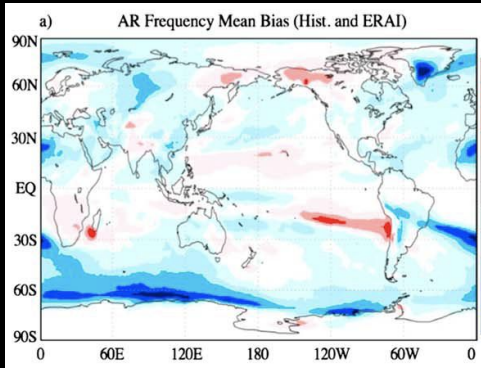 a) AR Frequency Mean Bias (Hist. and ERAI)
90N
60N
30N
EQ
30S
60S
90S
0 60E 120E 180 120W 60W 0